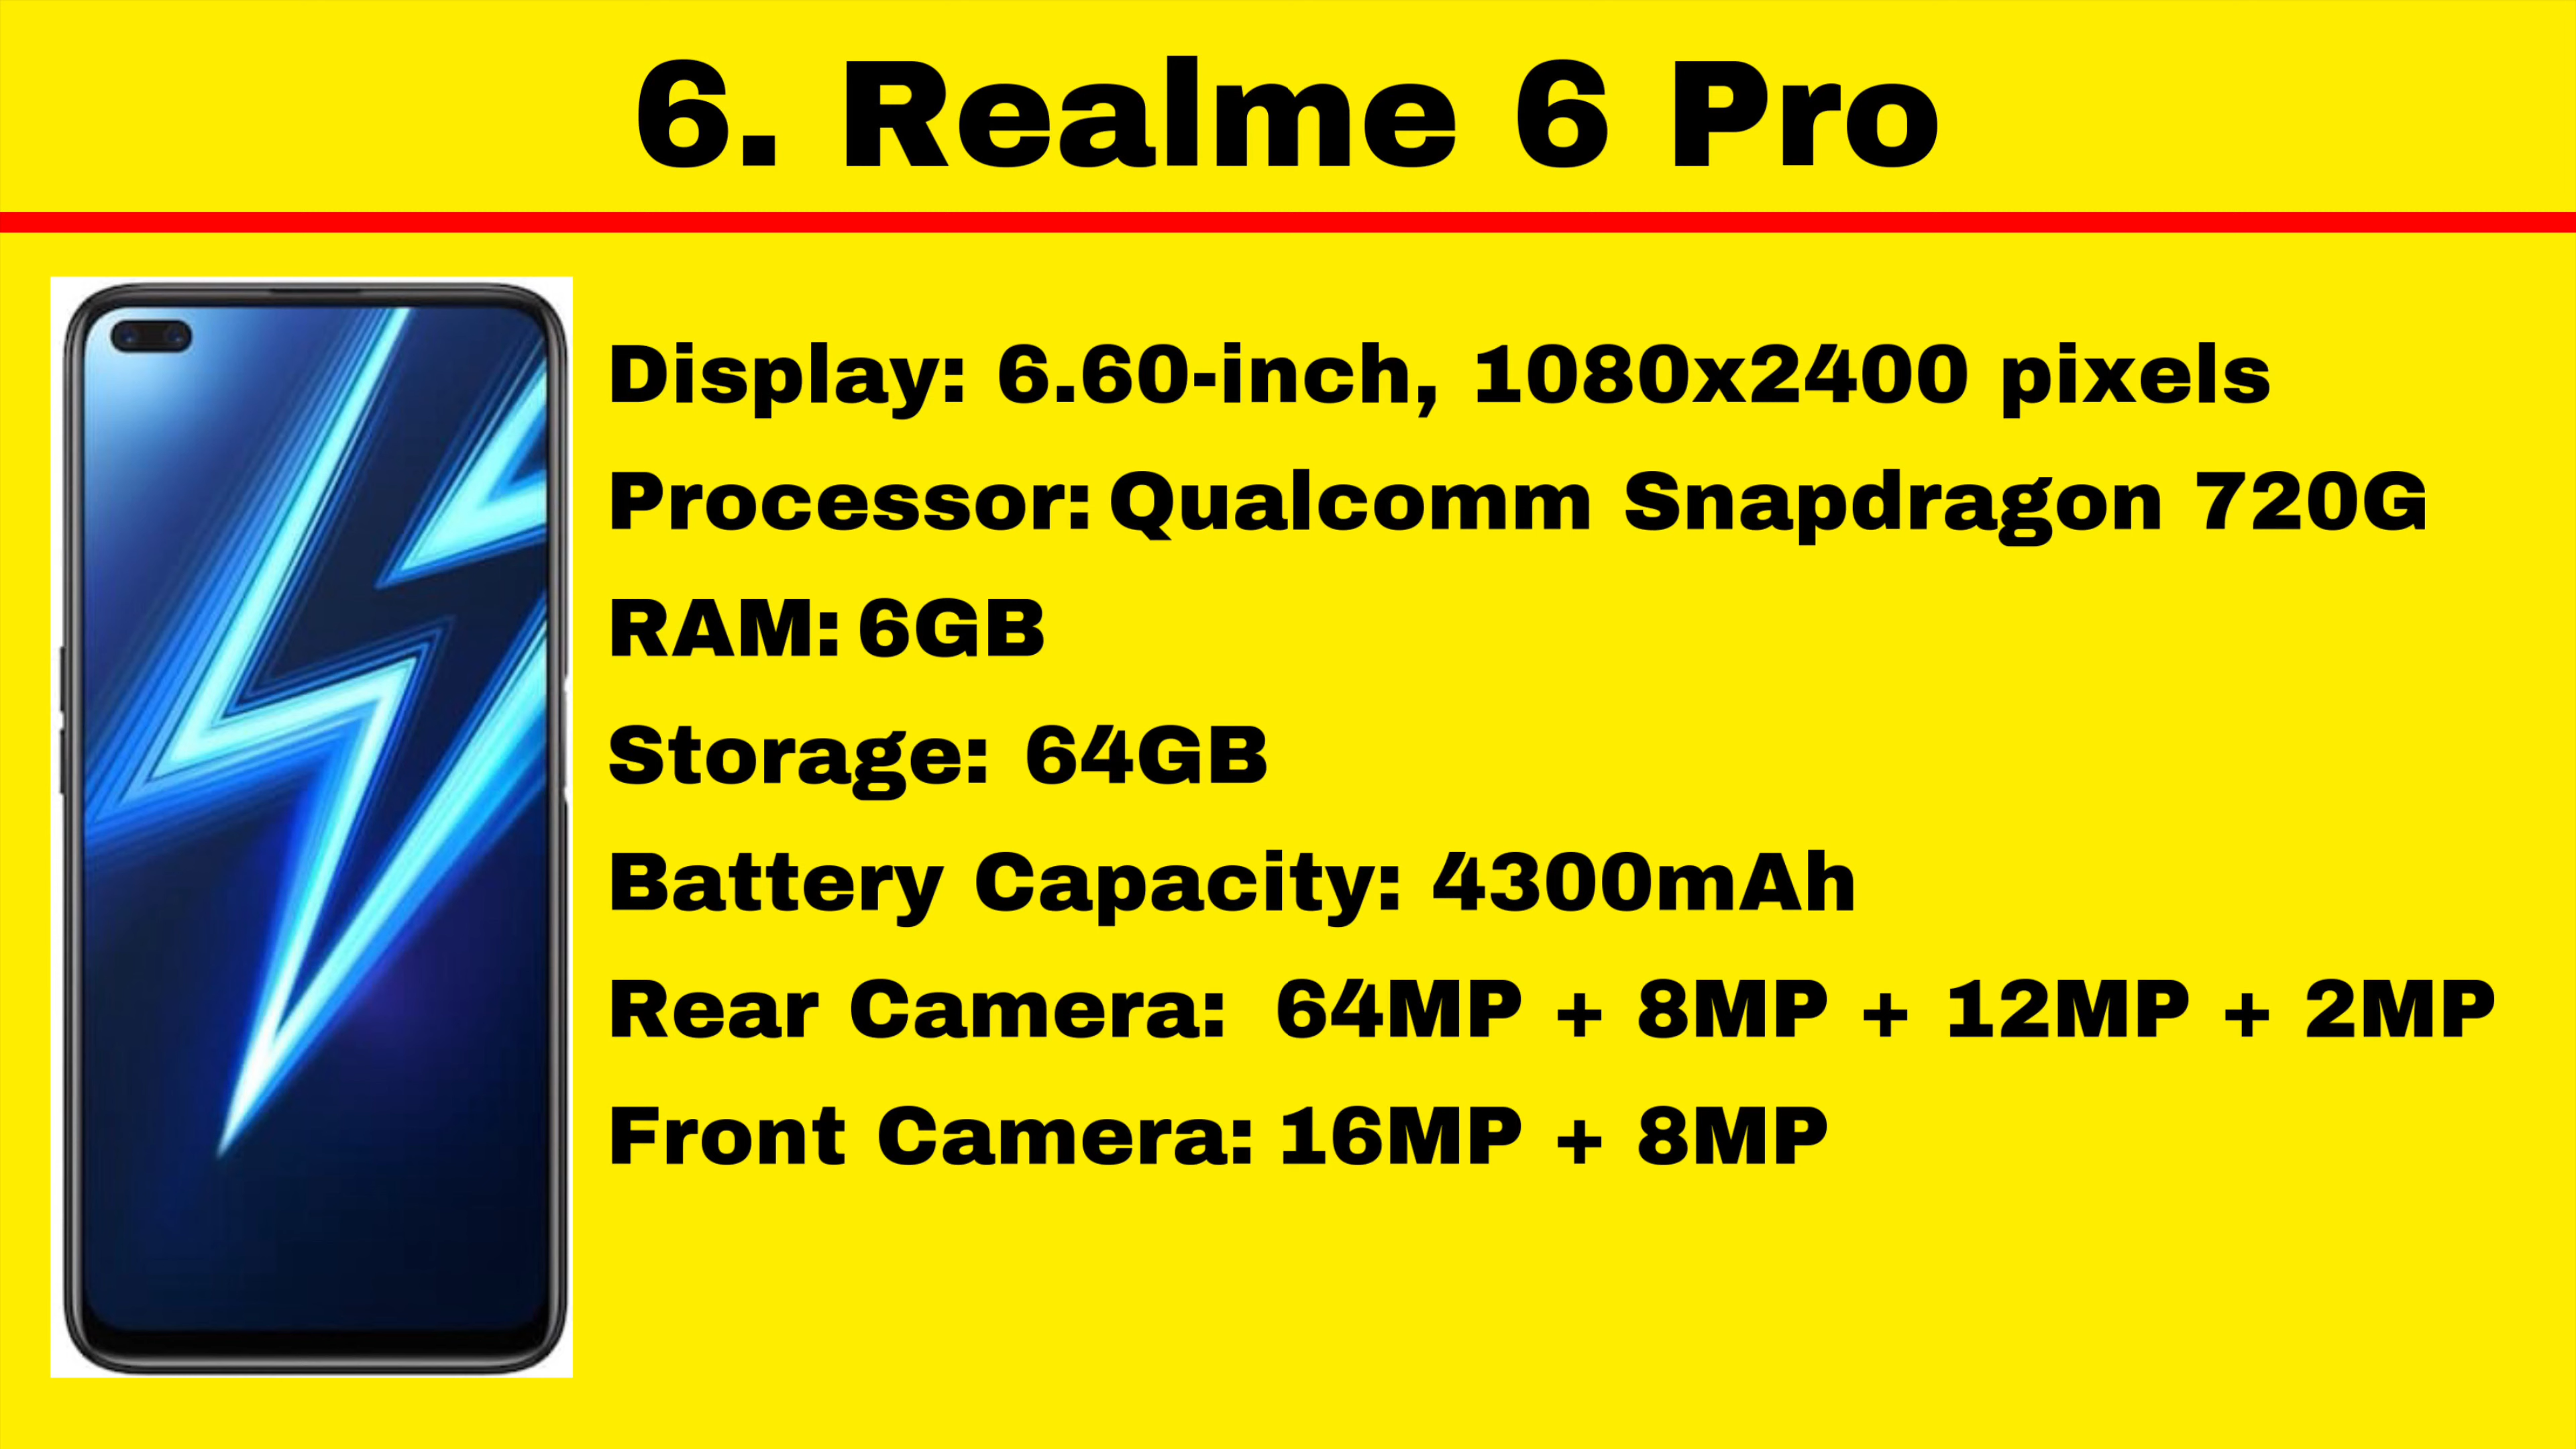 6. Realme 6 Pro
Display: 6.60-inch, 1080x2400 pixels
Processor: Qualcomm Snapdragon 720G
RAM: 6GB
Storage: 64GB
Battery Capacity: 4300mAh
Rear Camera: 64MP + 8MP + 12MP + 2MP
Front Camera: 16MP + 8MP